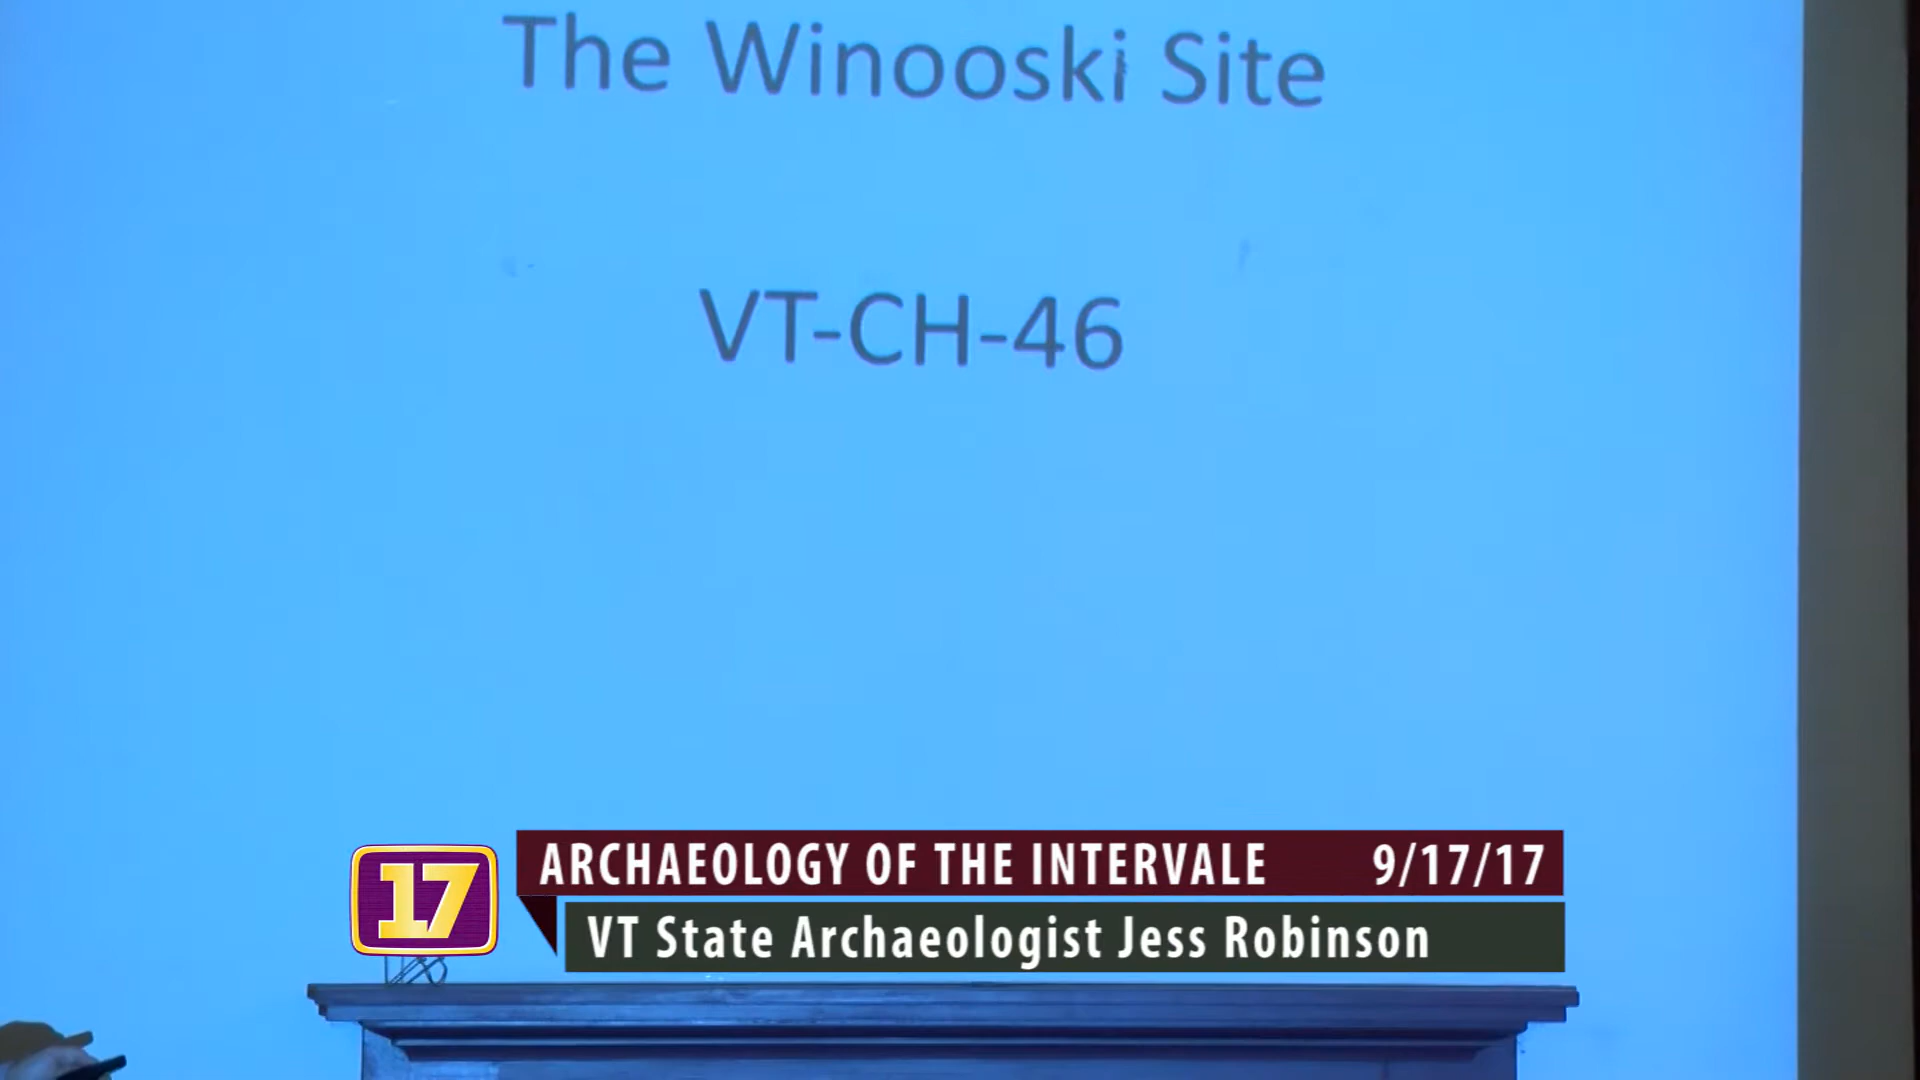 The Winooski Site
VT-CH-46
17
ARCHAEOLOGY OF THE INTERVALE 9/17/17
VT State Archaeologist Jess Robinson